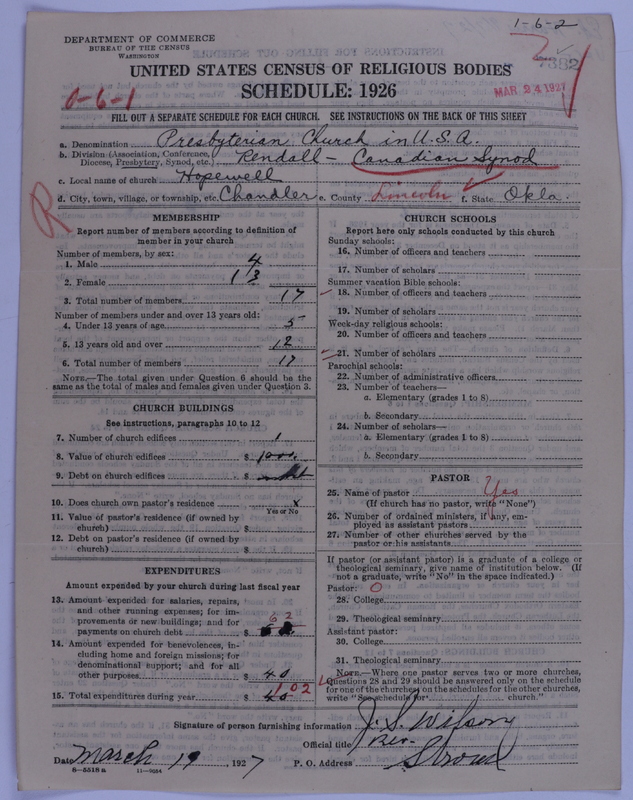 1-6-2
DEPARTMENT OF COMMERCE
BUREAU OF THE CENSUS
WASHINGTON
7382
MAR 24 1927
UNITED STATES CENSUS OF RELIGIOUS BODIES
SCHEDULE: 1926
0-6-1
FILL OUT A SEPARATE SCHEDULE FOR EACH CHURCH. SEE INSTRUCTIONS ON THE BACK OF THIS SHEET
a. Denomination Presbyterian Church in U.S.A.
b. Division (Association, Conference, Diocese, Presbytery, Synod, etc.) Rendall - Canadian Synod
c. Local name of church Hopewell
d. City, town, village, or township, etc. Chandler e. County Lincoln f. State Okla.
R
MEMBERSHIP
Report number of members according to definition of
member in your church
Number of members, by sex:
1. Male 4
2. Female 13
3. Total number of members 17
Number of members under and over 13 years old:
4. Under 13 years of age 5
5. 13 years old and over 12
6. Total number of members 17
NOTE.—The total given under Question 6 should be the
same as the total of males and females given under Question 3.
CHURCH BUILDINGS
See instructions, paragraphs 10 to 12
7. Number of church edifices 1
8. Value of church edifices $ 1000.
9. Debt on church edifices $
10. Does church own pastor's residence x
Yes or No
11. Value of pastor's residence (if owned by
church) $
12. Debt on pastor's residence (if owned by
church) $
EXPENDITURES
Amount expended by your church during last fiscal year
13. Amount expended for salaries, repairs,
and other running expenses; for im-
provements or new buildings; and for
payments on church debt $ 62
14. Amount expended for benevolences, in-
cluding home and foreign missions; for
denominational support; and for all
other purposes $ 40
15. Total expenditures during year $ 102
CHURCH SCHOOLS
Report here only schools conducted by this church
Sunday schools:
16. Number of officers and teachers
17. Number of scholars
Summer vacation Bible schools:
18. Number of officers and teachers
19. Number of scholars
Week-day religious schools:
20. Number of officers and teachers
21. Number of scholars
Parochial schools:
22. Number of administrative officers
23. Number of teachers—
a. Elementary (grades 1 to 8)
b. Secondary
24. Number of scholars—
a. Elementary (grades 1 to 8)
b. Secondary
PASTOR
25. Name of pastor Yes
(If church has no pastor, write "None")
26. Number of ordained ministers, if any, em-
ployed as assistant pastors
27. Number of other churches served by the
pastor or his assistants
If pastor (or assistant pastor) is a graduate of a college or
theological seminary, give name of institution below. (If
not a graduate, write "No" in the space indicated.)
Pastor: 0
28. College
29. Theological seminary
Assistant pastor:
30. College
31. Theological seminary
NOTE.—Where one pastor serves two or more churches,
Questions 28 and 29 should be answered only on the schedule
for one of the churches; on the schedules for the other churches,
write "See schedule for church."
Signature of person furnishing information J. S. Wilson
Official title Rev.
Date March 19, 1927 P. O. Address Stroud
8-5518 a 11-9054